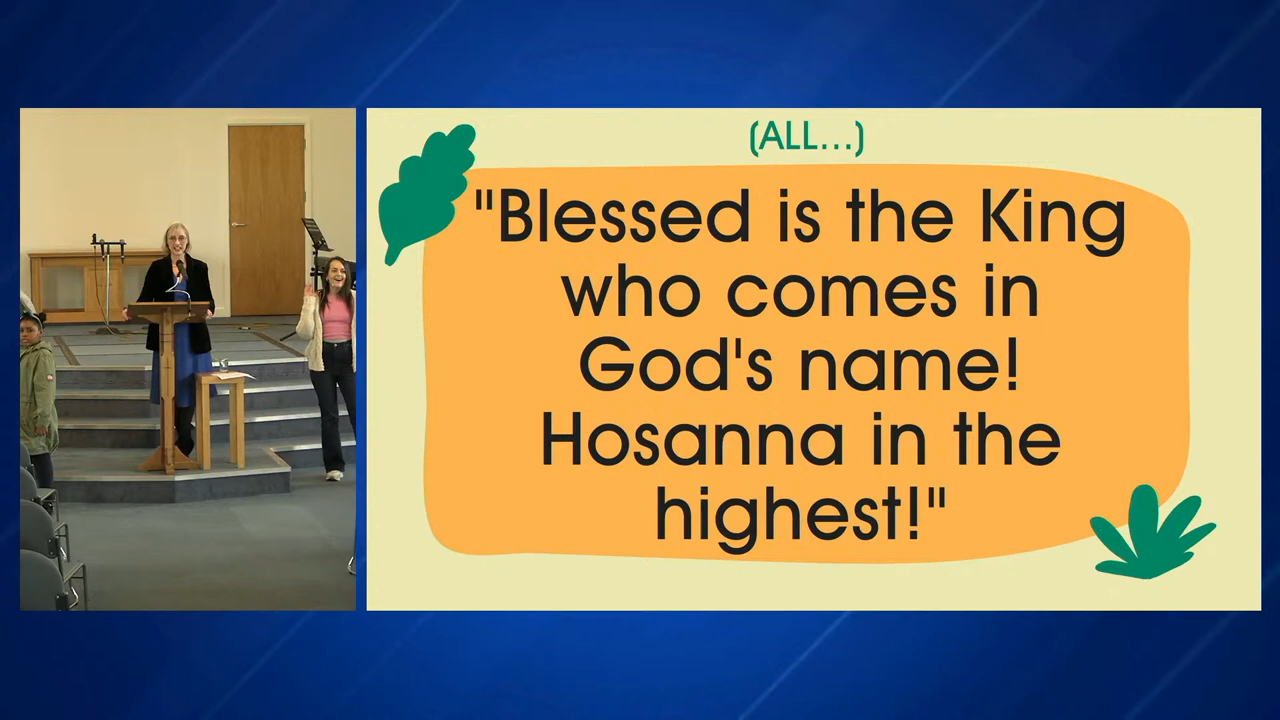 (ALL...)
"Blessed is the King
who comes in
God's name!
Hosanna in the
highest!"